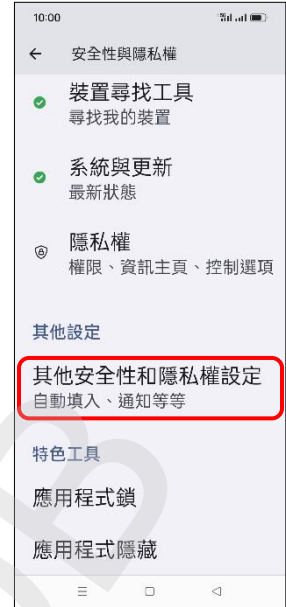 10:00
安全性與隱私權
裝置尋找工具
尋找我的裝置
系統與更新
最新狀態
隱私權
權限、資訊主頁、控制選項
其他設定
其他安全性和隱私權設定
自動填入、通知等等
特色工具
應用程式鎖
應用程式隱藏